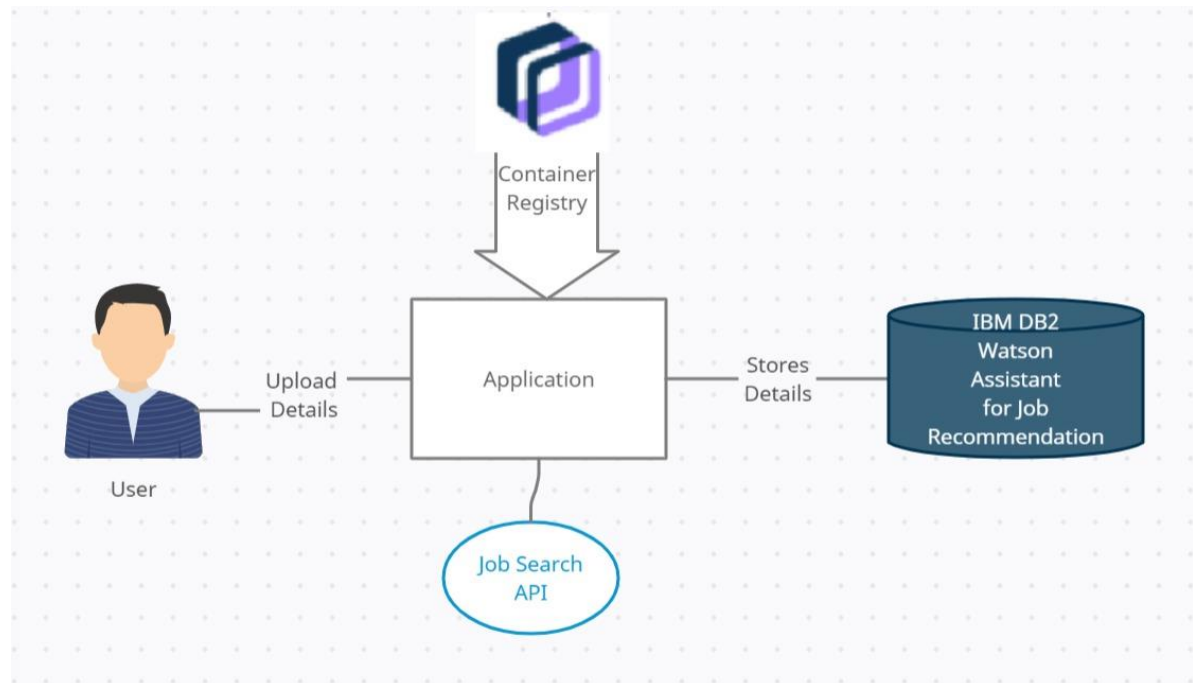 Container
Registry
Upload
Details
Application
Stores
Details
IBM DB2
Watson
Assistant
for Job
Recommendation
User
Job Search
API